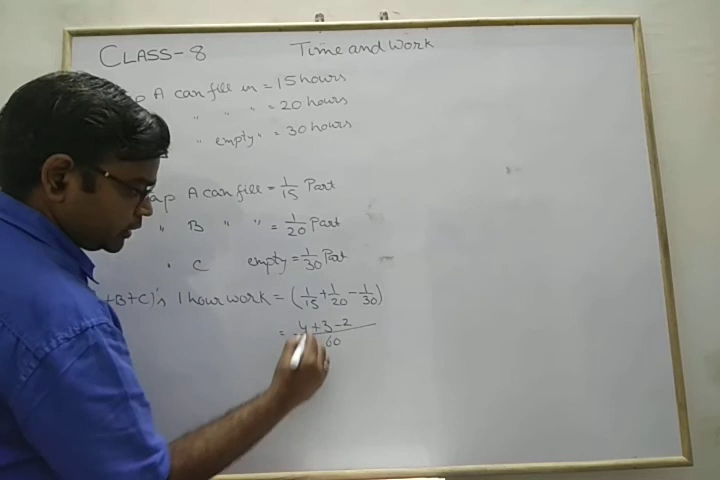 CLASS-8
Time and Work
A can fill in = 15 hours
" " " = 20 hours
" empty " = 30 hours
A can fill = 1/15 Part
" B " " = 1/20 Part
" C empty = 1/30 Part
+B+C)'s 1 hour work = (1/15 + 1/20 - 1/30)
= 4+3-2/60